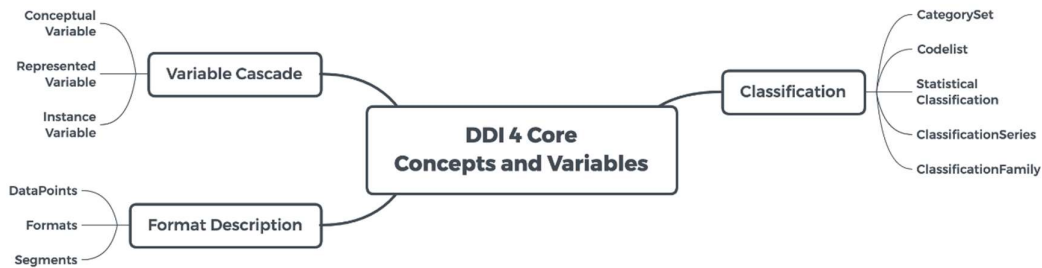 Conceptual
Variable
Represented
Variable
Instance
Variable
Variable Cascade
DataPoints
Formats
Segments
Format Description
DDI 4 Core
Concepts and Variables
Classification
CategorySet
Codelist
Statistical
Classification
ClassificationSeries
ClassificationFamily